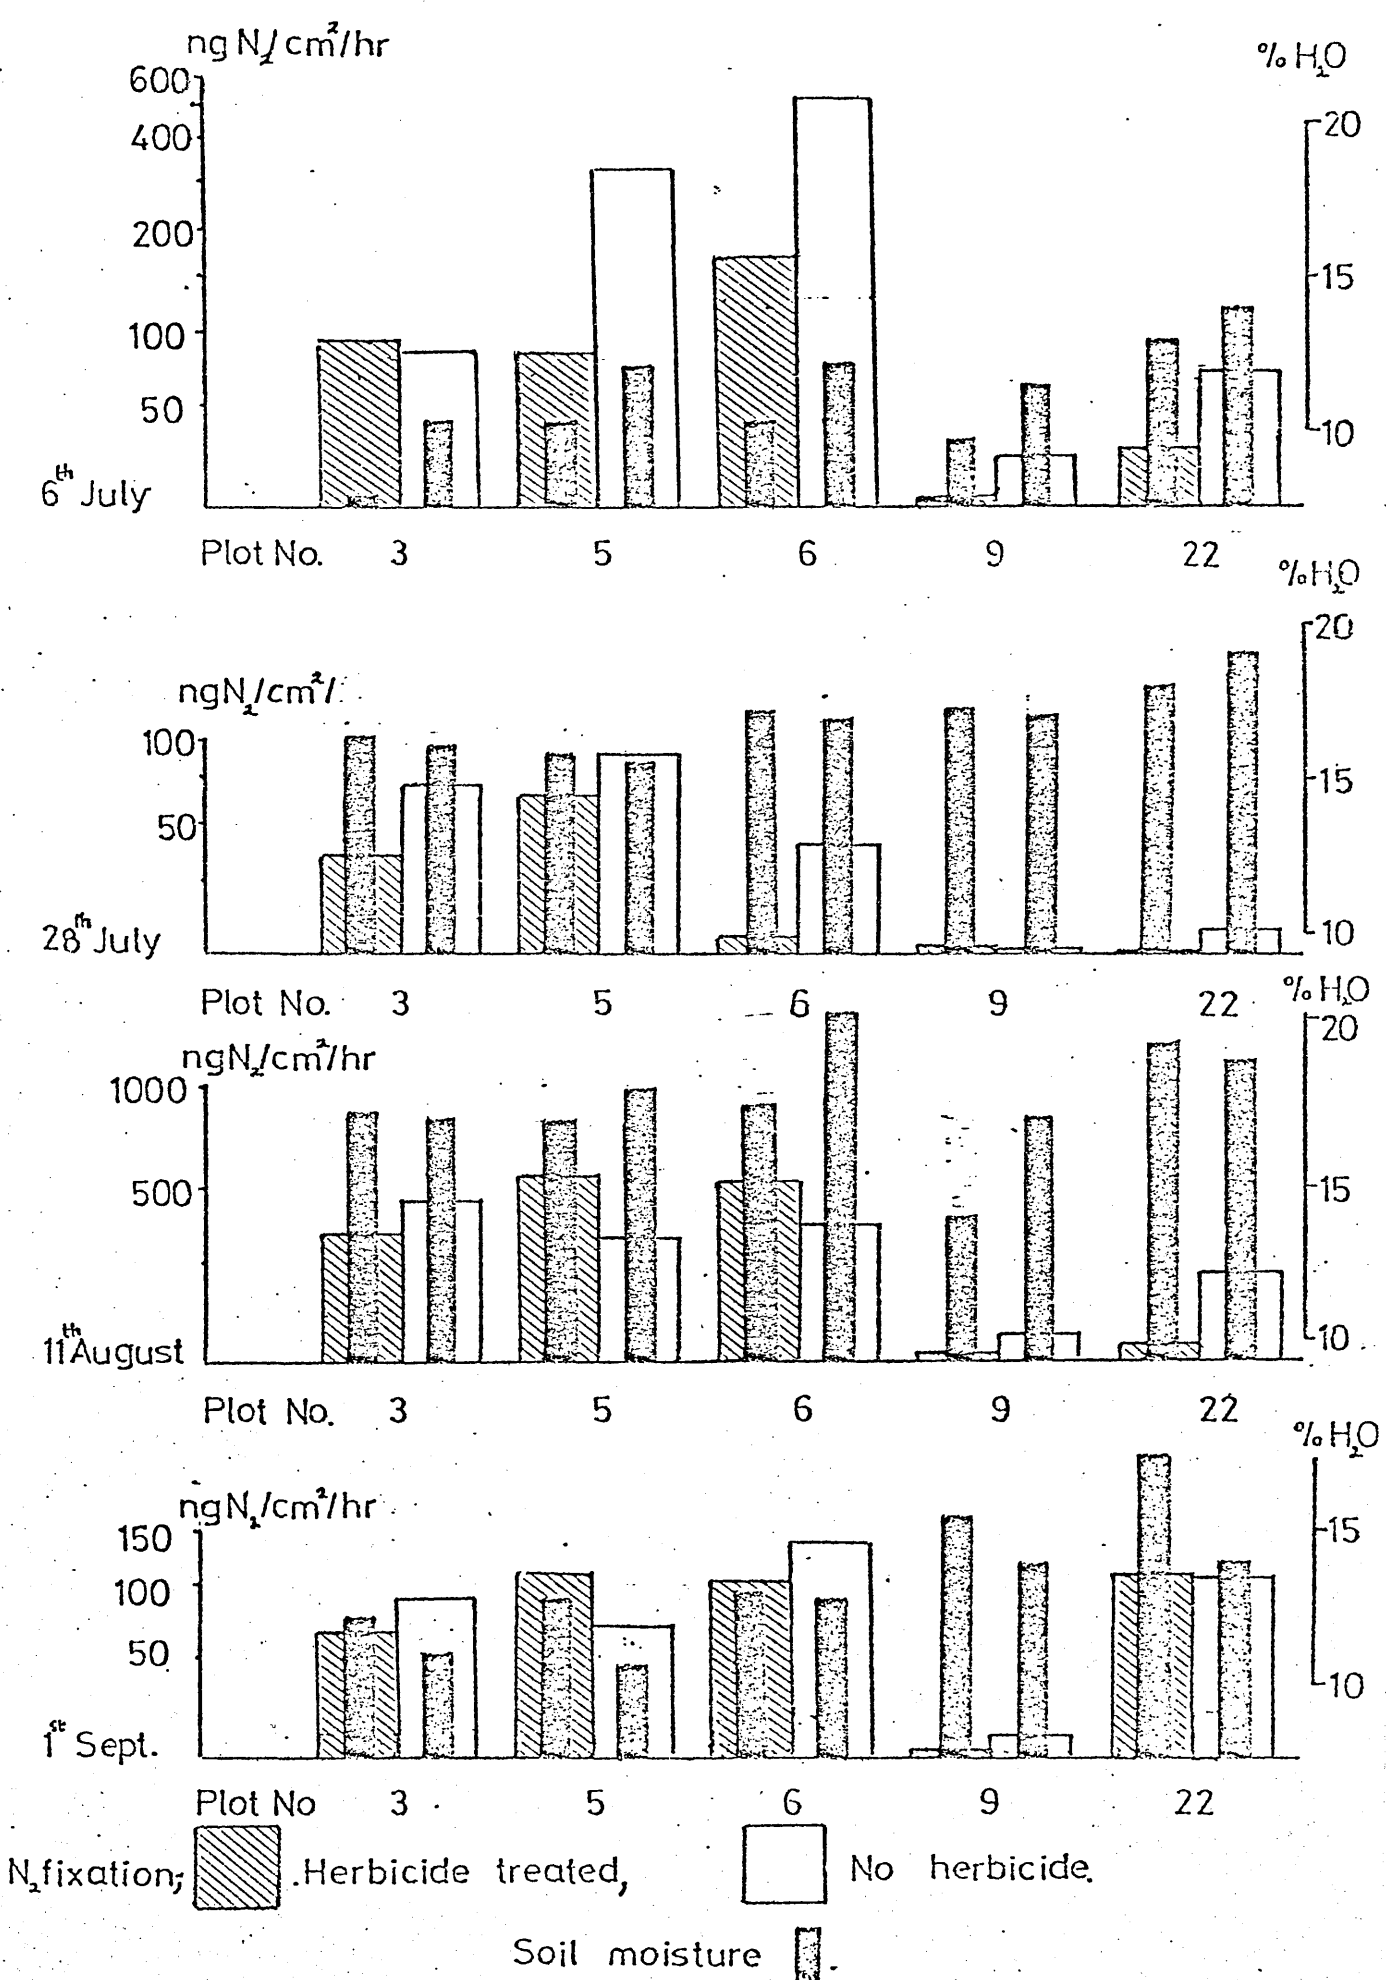 ng N₂/cm²/hr
% H₂O
600
400
200
100
50
20
15
10
6th July
Plot No. 3 5 6 9 22
% H₂O
ngN₂/cm²/
100
50
20
15
10
28th July
Plot No. 3 5 6 9 22
% H₂O
ngN₂/cm²/hr
1000
500
20
15
10
11th August
Plot No. 3 5 6 9 22
% H₂O
ngN₂/cm²/hr
150
100
50
15
10
1st Sept.
Plot No 3 5 6 9 22
N₂fixation; Herbicide treated, No herbicide.
Soil moisture